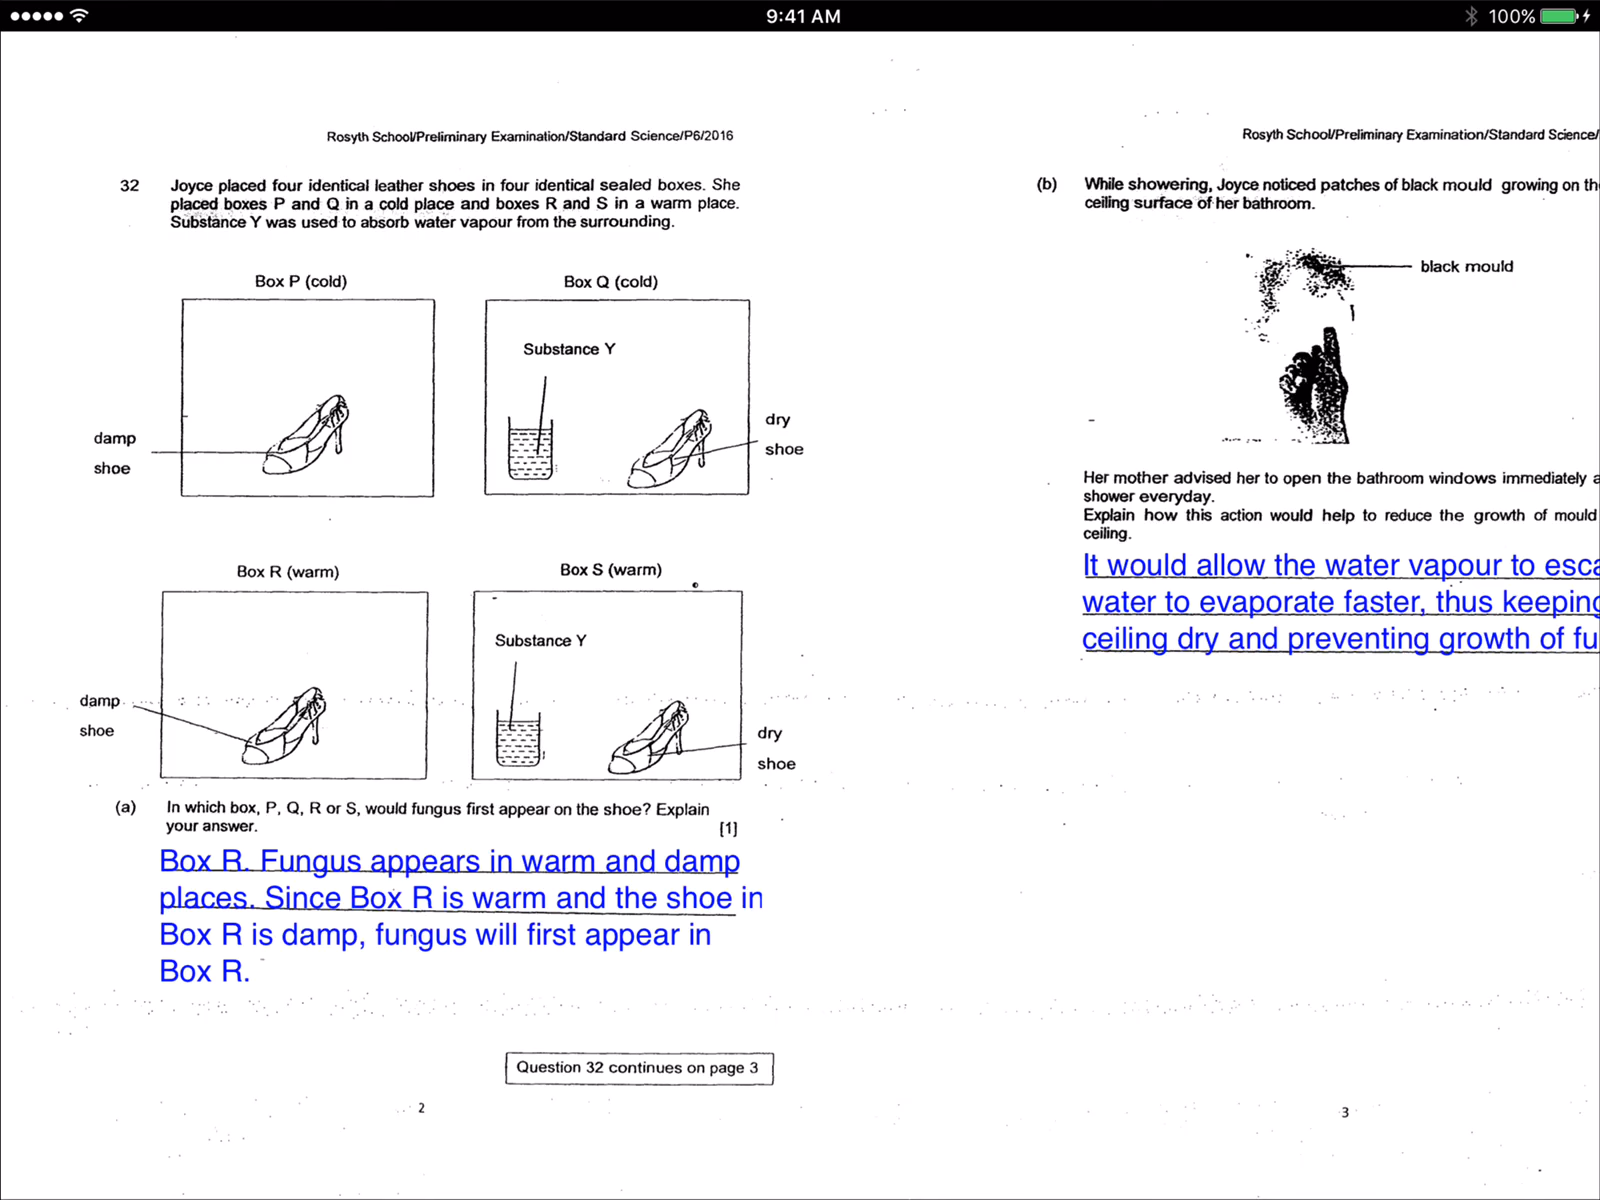 9:41 AM
100%
Rosyth School/Preliminary Examination/Standard Science/P6/2016
32 Joyce placed four identical leather shoes in four identical sealed boxes. She
placed boxes P and Q in a cold place and boxes R and S in a warm place.
Substance Y was used to absorb water vapour from the surrounding.
Box P (cold)
Box Q (cold)
Substance Y
damp
shoe
dry
shoe
Box R (warm)
Box S (warm)
Substance Y
damp
shoe
dry
shoe
(a) In which box, P, Q, R or S, would fungus first appear on the shoe? Explain
your answer. [1]
Box R. Fungus appears in warm and damp
places. Since Box R is warm and the shoe in
Box R is damp, fungus will first appear in
Box R.
Question 32 continues on page 3
2
Rosyth School/Preliminary Examination/Standard Science/
(b) While showering, Joyce noticed patches of black mould growing on
ceiling surface of her bathroom.
black mould
Her mother advised her to open the bathroom windows immediately
shower everyday.
Explain how this action would help to reduce the growth of mould
ceiling.
It would allow the water vapour to
water to evaporate faster, thus keeping
ceiling dry and preventing growth of
3